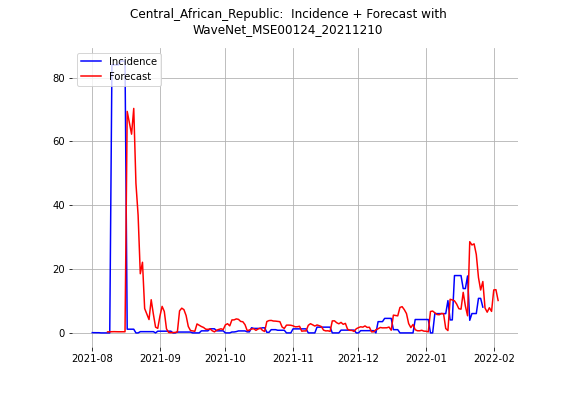 Central_African_Republic:  Incidence + Forecast with
WaveNet_MSE00124_20211210
Incidence
Forecast
80
60
40
20
0
2021-08 2021-09 2021-10 2021-11 2021-12 2022-01 2022-02